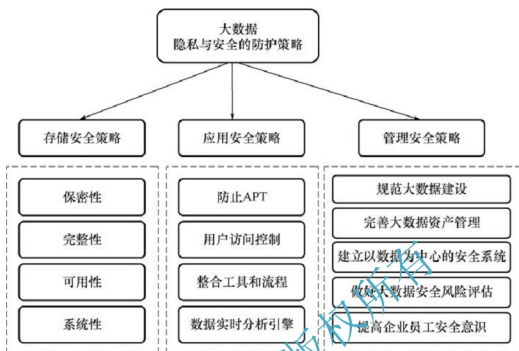 大数据
隐私与安全的防护策略
存储安全策略
应用安全策略
管理安全策略
保密性
完整性
可用性
系统性
防止APT
用户访问控制
整合工具和流程
数据实时分析引擎
规范大数据建设
完善大数据资产管理
建立以数据为中心的安全系统
做好大数据安全风险评估
提高企业员工安全意识
版权所有